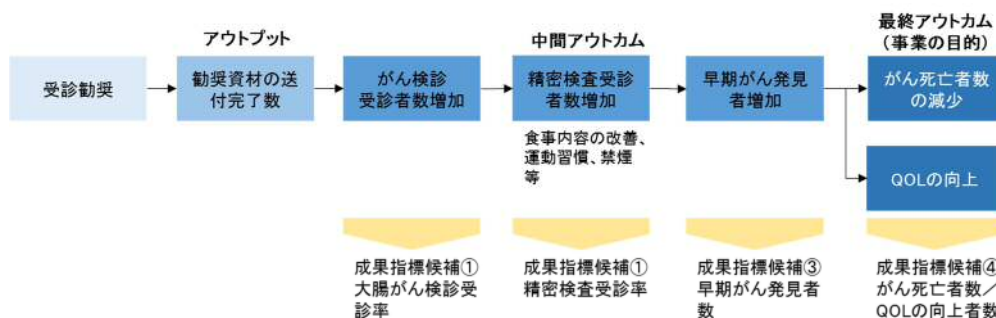 アウトプット
中間アウトカム
最終アウトカム
(事業の目的)
受診勧奨
勧奨資材の送
付完了数
がん検診
受診者数増加
精密検査受診
者数増加
早期がん発見
者増加
がん死亡者数
の減少
食事内容の改善、
運動習慣、禁煙
等
QOLの向上
成果指標候補①
大腸がん検診受
診率
成果指標候補①
精密検査受診率
成果指標候補③
早期がん発見者
数
成果指標候補④
がん死亡者数／
QOLの向上者数